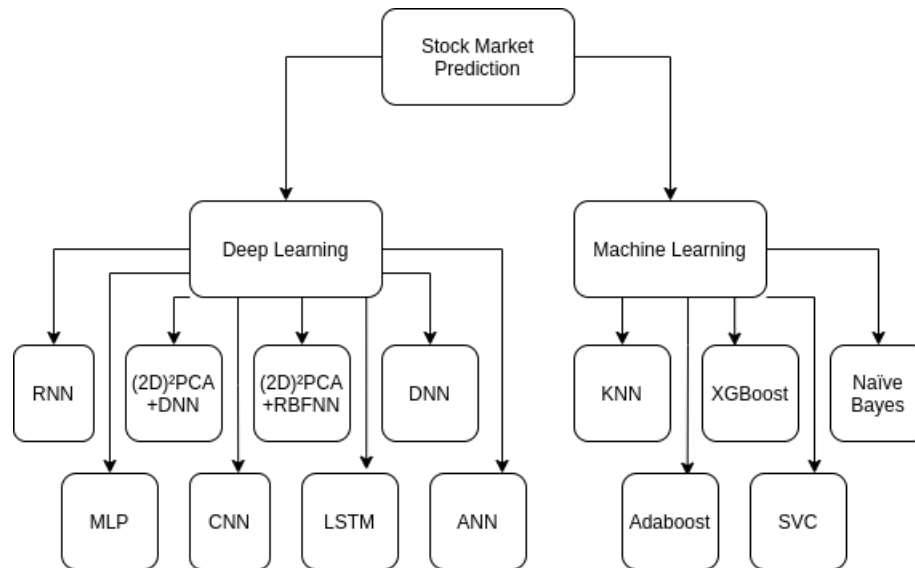 Stock Market
Prediction
Deep Learning
Machine Learning
RNN
(2D)²PCA
+DNN
(2D)²PCA
+RBFNN
DNN
KNN
XGBoost
Naïve
Bayes
MLP
CNN
LSTM
ANN
Adaboost
SVC